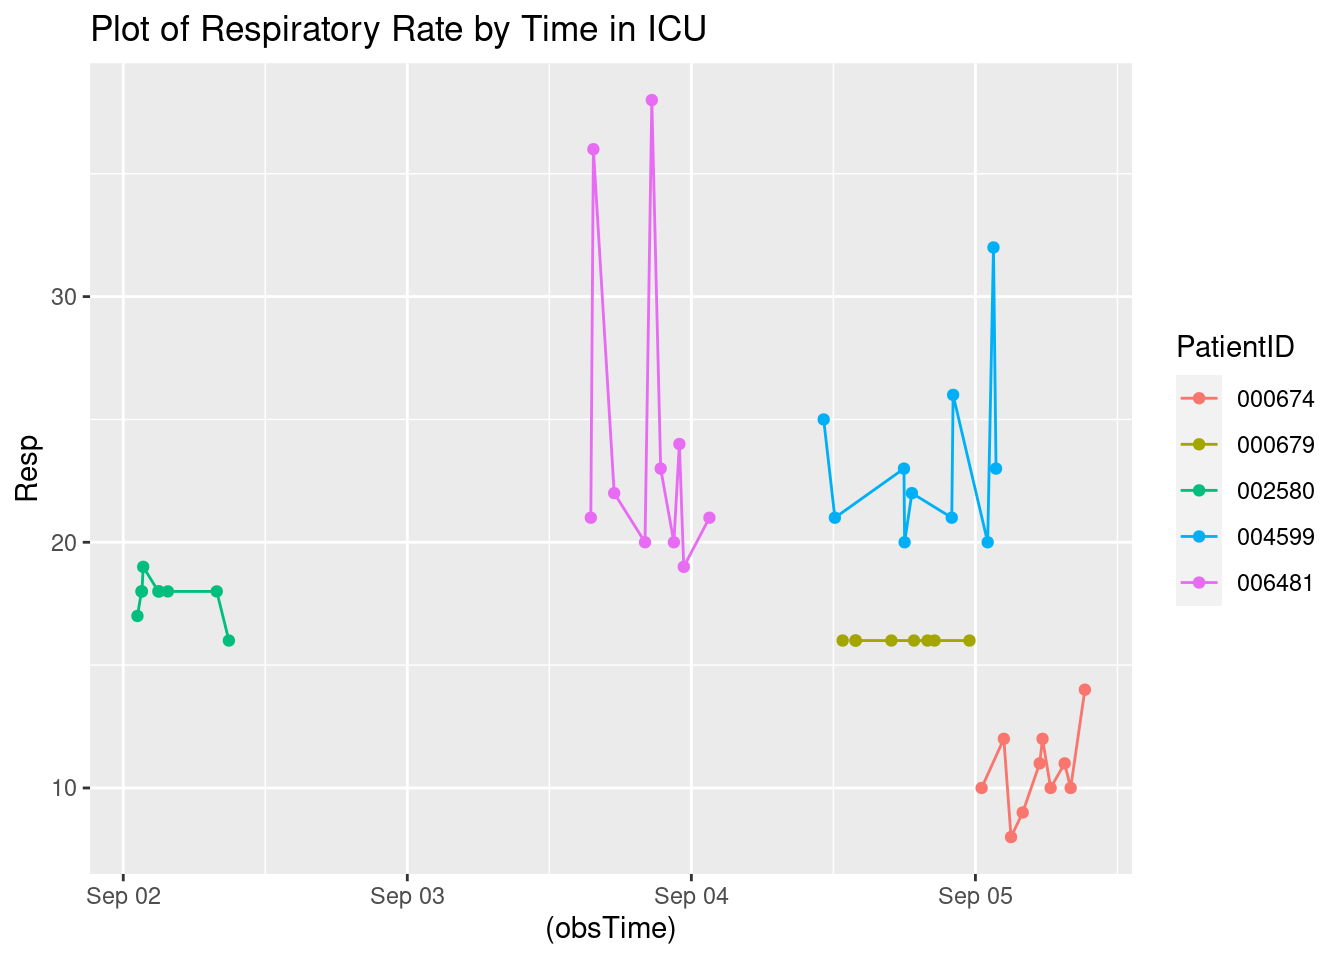 Plot of Respiratory Rate by Time in ICU
Resp
30
20
10
Sep 02
Sep 03
Sep 04
Sep 05
(obsTime)
PatientID
000674
000679
002580
004599
006481